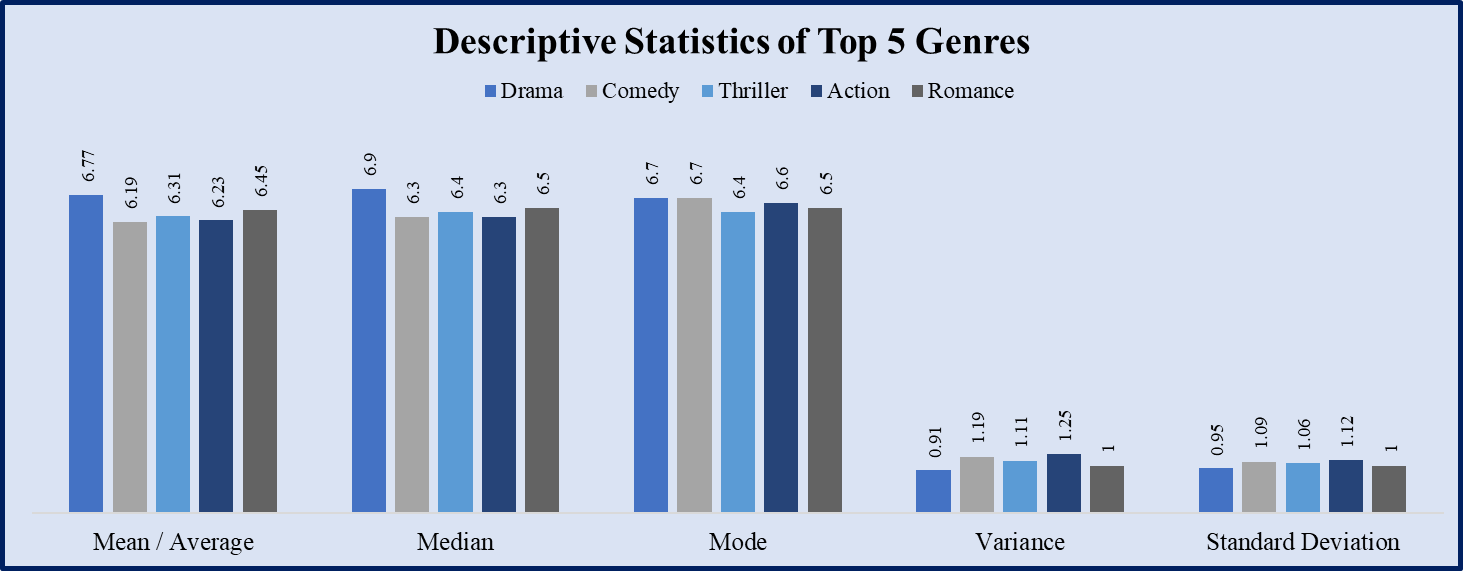 Descriptive Statistics of Top 5 Genres
Drama Comedy Thriller Action Romance
6.77 6.19 6.31 6.23 6.45
6.9 6.3 6.4 6.3 6.5
6.7 6.7 6.4 6.6 6.5
0.91 1.19 1.11 1.25 1
0.95 1.09 1.06 1.12 1
Mean / Average Median Mode Variance Standard Deviation